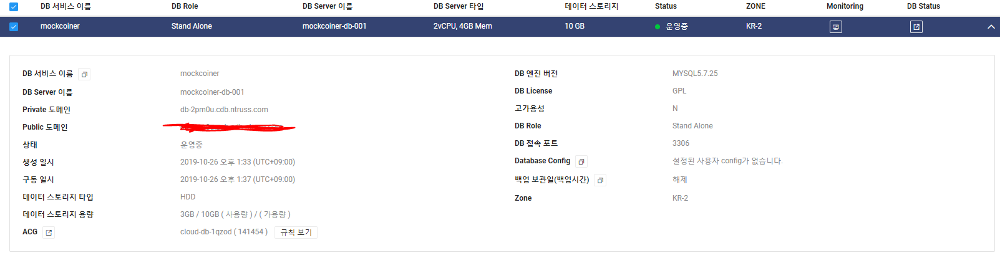 DB 서비스 이름 DB Role DB Server 이름 DB Server 타입 데이터 스토리지 Status ZONE Monitoring DB Status
mockcoiner Stand Alone mockcoiner-db-001 2vCPU, 4GB Mem 10 GB 운영중 KR-2
DB 서비스 이름 mockcoiner
DB Server 이름 mockcoiner-db-001
Private 도메인 db-2pm0u.cdb.ntruss.com
Public 도메인
상태 운영중
생성 일시 2019-10-26 오후 1:33 (UTC+09:00)
구동 일시 2019-10-26 오후 1:37 (UTC+09:00)
데이터 스토리지 타입 HDD
데이터 스토리지 용량 3GB / 10GB ( 사용량 ) / ( 가용량 )
ACG cloud-db-1qzod ( 141454 ) 규칙 보기
DB 엔진 버전 MYSQL5.7.25
DB License GPL
고가용성 N
DB Role Stand Alone
DB 접속 포트 3306
Database Config 설정된 사용자 config가 없습니다.
백업 보관일(백업시간) 해제
Zone KR-2